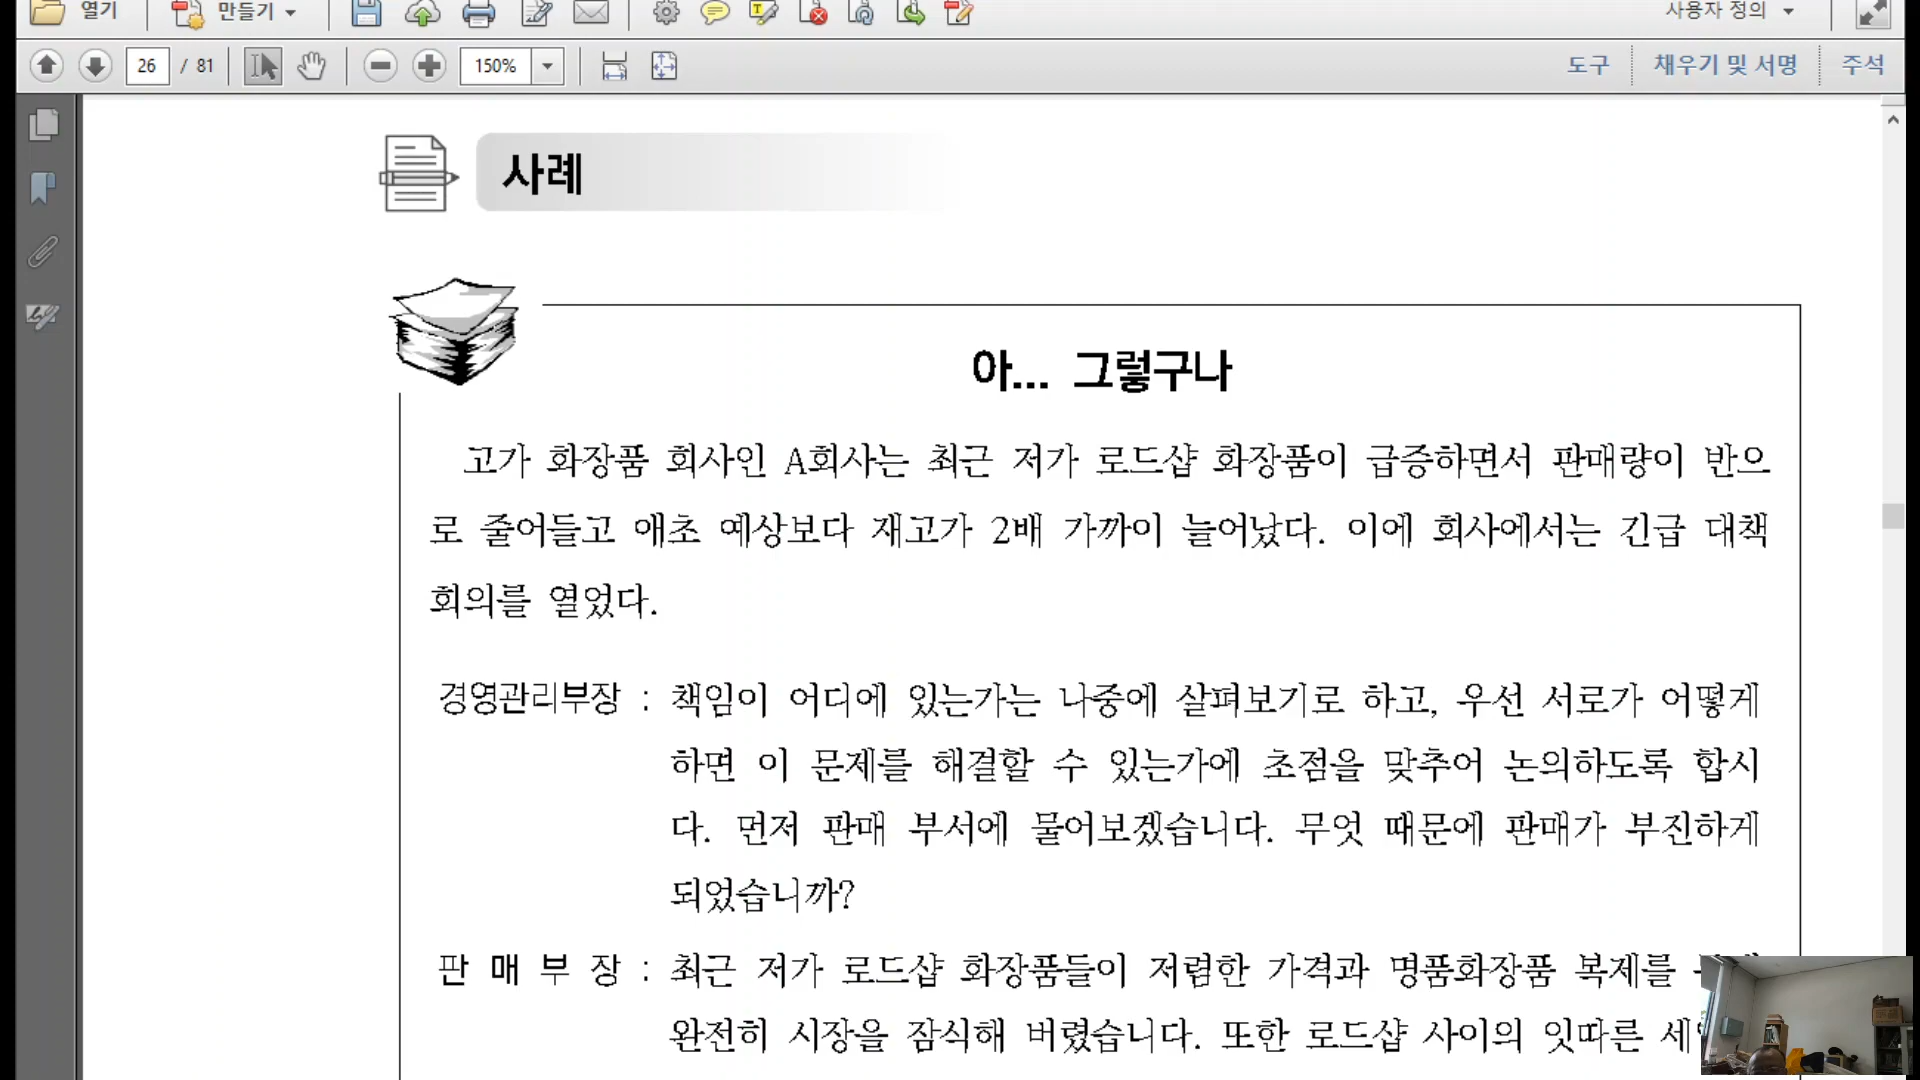 열기 만들기 사용자 정의
26 / 81 150% 도구 채우기 및 서명 주석
사례
아... 그렇구나
고가 화장품 회사인 A회사는 최근 저가 로드샵 화장품이 급증하면서 판매량이 반으
로 줄어들고 애초 예상보다 재고가 2배 가까이 늘어났다. 이에 회사에서는 긴급 대책
회의를 열었다.
경영관리부장 : 책임이 어디에 있는가는 나중에 살펴보기로 하고, 우선 서로가 어떻게
하면 이 문제를 해결할 수 있는가에 초점을 맞추어 논의하도록 합시
다. 먼저 판매 부서에 물어보겠습니다. 무엇 때문에 판매가 부진하게
되었습니까?
판 매 부 장 : 최근 저가 로드샵 화장품들이 저렴한 가격과 명품화장품 복제를
완전히 시장을 잠식해 버렸습니다. 또한 로드샵 사이의 잇따른